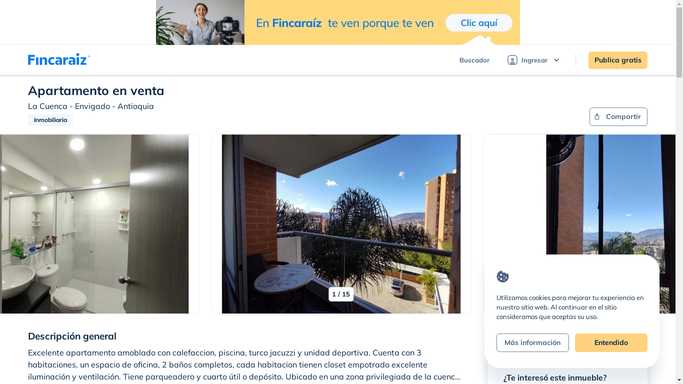 En Fincaraíz te ven porque te ven
Clic aquí
Fincaraíz
Buscador
Ingresar
Publica gratis
Apartamento en venta
La Cuenca - Envigado - Antioquia
Inmobiliaria
Compartir
1 / 15
Utilizamos cookies para mejorar tu experiencia en
nuestro sitio web. Al continuar en el sitio
consideramos que aceptas su uso.
Más información
Entendido
Descripción general
Excelente apartamento amoblado con calefaccion, piscina, turco jacuzzi y unidad deportiva. Cuenta con 3
habitaciones, un espacio de oficina, 2 baños completos, cada habitacion tienen closet empotrado excelente
iluminación y ventilación. Tiene parqueadero y cuarto útil o depósito. Ubicado en una zona privilegiada de la cuenc...
¿Te interesó este inmueble?